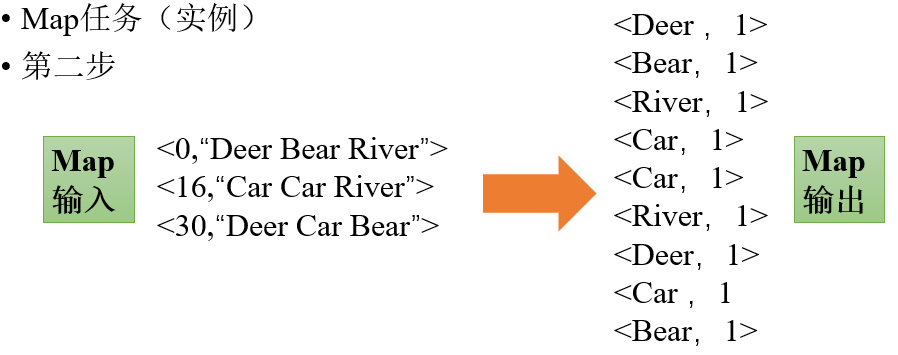 • Map任务（实例）
• 第二步
Map
输入
<0,“Deer Bear River”>
<16,“Car Car River”>
<30,“Deer Car Bear”>
<Deer ，1>
<Bear，1>
<River，1>
<Car，1>
<Car，1>
<River，1>
<Deer，1>
<Car ，1
<Bear，1>
Map
输出